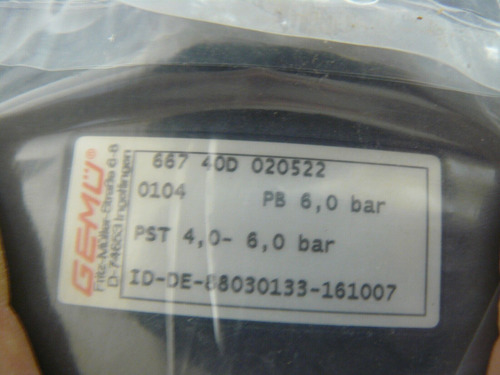 GEMÜ®
Fritz-Müller-Straße 6-8
D-74653 Ingelfingen
667 40D 020522
0104 PB 6,0 bar
PST 4,0- 6,0 bar
ID-DE-88030133-161007